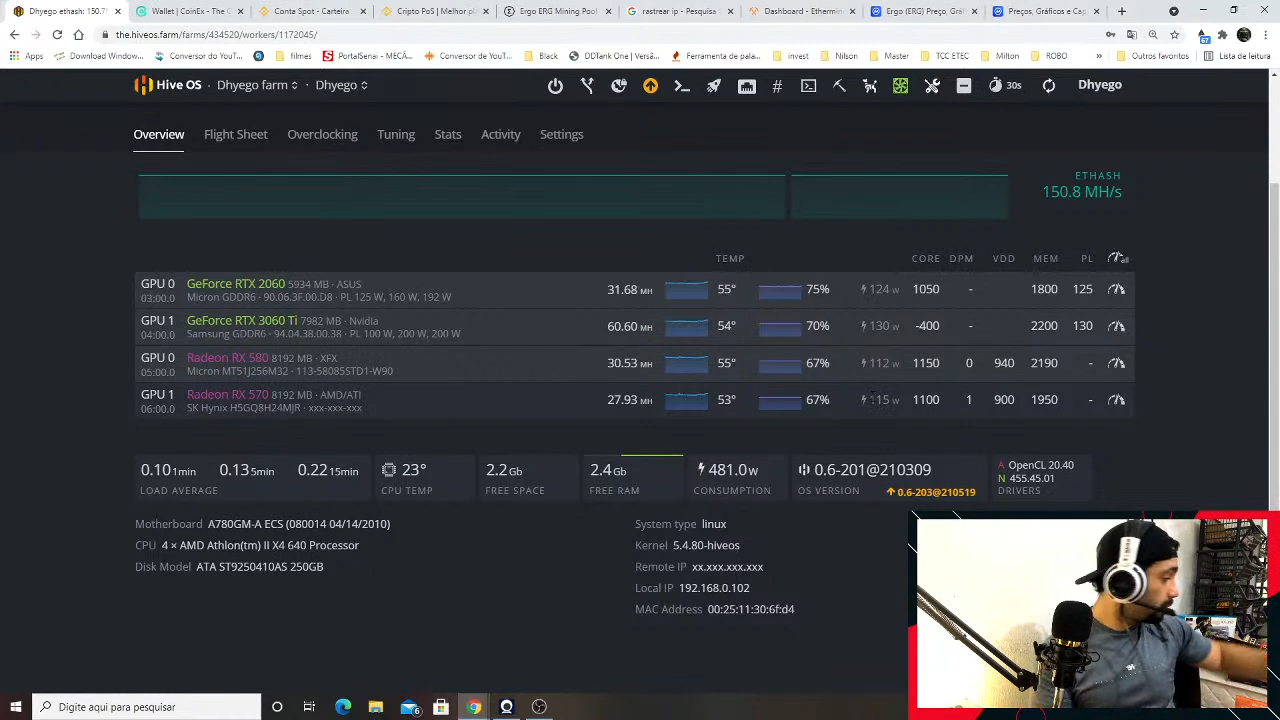 Dhyego farm: 150.7!
Wallet | CoinEx - The G
Conta Spot - Carteira
Cripto PoS | Melhor pl
Ergo ERG Mining Pool
rastrear ip - Pesquisa G
Dashboard - Ethermin
Ergo (ERG) Preço, Gráf
Preços, Gráficos e Cap
the.hiveos.farm/farms/434520/workers/1172045/
67
Apps
(www.)
Conversor de YouT...
filmes
PortalSenai - MECÂ...
Conversor do YouT...
Black
DDTank One | Versã...
Ferramenta de pala...
invest
Nilson
Master
TCC ETEC
ROBO
»
Outros favoritos
Lista de leitura
Hive OS · Dhyego farm · Dhyego
30s
Dhyego
Overview Flight Sheet Overclocking Tuning Stats Activity Settings
ETHASH
150.8 MH/s
TEMP CORE DPM VDD MEM PL all
GPU 0 GeForce RTX 2060 5934 MB · ASUS 31.68 MH 55° 75% 124 W 1050 - 1800 125
03:00.0 Micron GDDR6 · 90.06.3F.00.D8 · PL 125 W, 160 W, 192 W
GPU 1 GeForce RTX 3060 Ti 7982 MB · Nvidia 60.60 MH 54° 70% 130 W -400 - 2200 130
04:00.0 Samsung GDDR6 · 94.04.38.00.38 · PL 100 W, 200 W, 200 W
GPU 0 Radeon RX 580 8192 MB · XFX 30.53 MH 55° 67% 112 W 1150 0 940 2190 -
05:00.0 Micron MT51J256M32 · 113-58085STD1-W90
GPU 1 Radeon RX 570 8192 MB · AMD/ATI 27.93 MH 53° 67% 115 W 1100 1 900 1950 -
06:00.0 SK Hynix H5GQ8H24MJR · xxx-xxx-xxx
0.10 1min 0.13 5min 0.22 15min
LOAD AVERAGE
23°
CPU TEMP
2.2 Gb
FREE SPACE
2.4 Gb
FREE RAM
481.0 W
CONSUMPTION
0.6-201@210309
OS VERSION 0.6-203@210519
A OpenCL 20.40
N 455.45.01
DRIVERS
Motherboard A780GM-A ECS (080014 04/14/2010)
CPU 4 × AMD Athlon(tm) II X4 640 Processor
Disk Model ATA ST9250410AS 250GB
System type linux
Kernel 5.4.80-hiveos
Remote IP xx.xxx.xxx.xxx
Local IP 192.168.0.102
MAC Address 00:25:11:30:6f:d4
Digite aqui para pesquisar
6